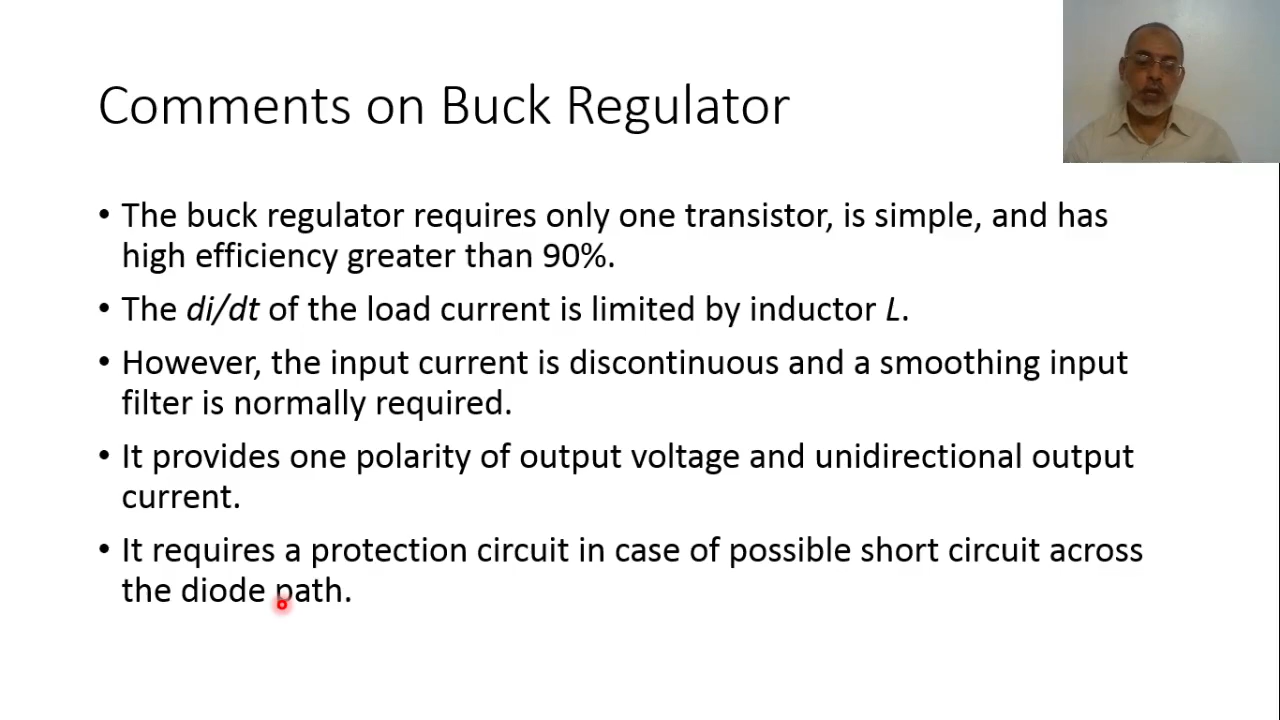 Comments on Buck Regulator
• The buck regulator requires only one transistor, is simple, and has
high efficiency greater than 90%.
• The di/dt of the load current is limited by inductor L.
• However, the input current is discontinuous and a smoothing input
filter is normally required.
• It provides one polarity of output voltage and unidirectional output
current.
• It requires a protection circuit in case of possible short circuit across
the diode path.